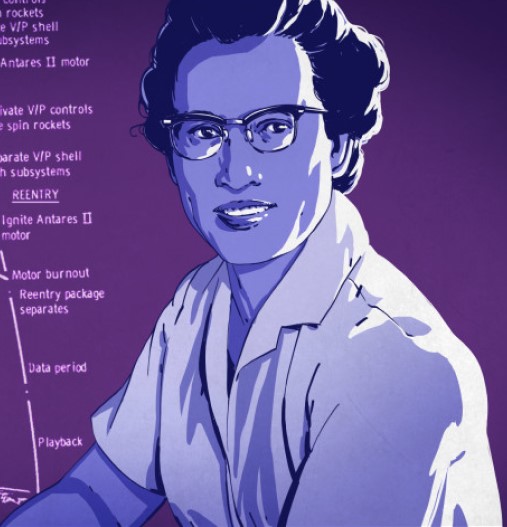 n rockets
e V/P shell
ubsystems
Antares II motor
ivate V/P controls
e spin rockets
parate V/P shell
h subsystems
REENTRY
Ignite Antares II
motor
Motor burnout
Reentry package
separates
Data period
Playback